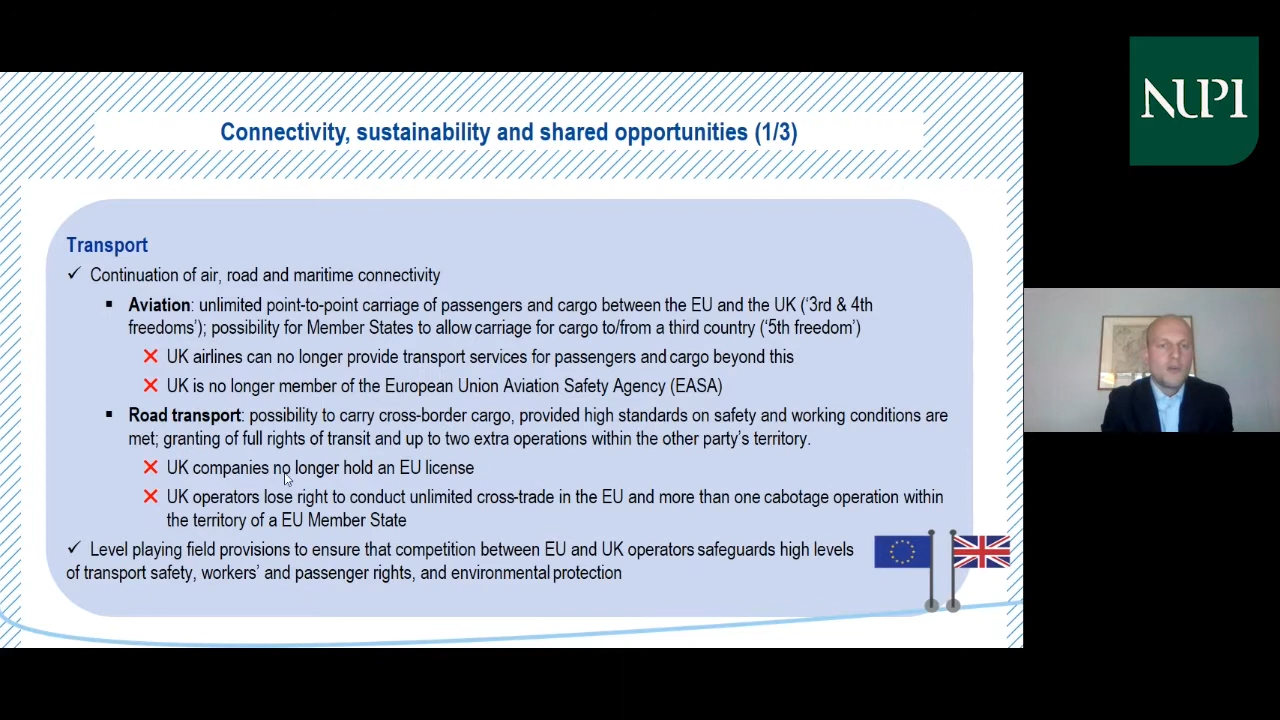 NUPI
Connectivity, sustainability and shared opportunities (1/3)
Transport
✓ Continuation of air, road and maritime connectivity
▪ Aviation: unlimited point-to-point carriage of passengers and cargo between the EU and the UK (‘3rd & 4th
freedoms’); possibility for Member States to allow carriage for cargo to/from a third country (‘5th freedom’)
✕ UK airlines can no longer provide transport services for passengers and cargo beyond this
✕ UK is no longer member of the European Union Aviation Safety Agency (EASA)
▪ Road transport: possibility to carry cross-border cargo, provided high standards on safety and working conditions are
met; granting of full rights of transit and up to two extra operations within the other party’s territory.
✕ UK companies no longer hold an EU license
✕ UK operators lose right to conduct unlimited cross-trade in the EU and more than one cabotage operation within
the territory of a EU Member State
✓ Level playing field provisions to ensure that competition between EU and UK operators safeguards high levels
of transport safety, workers’ and passenger rights, and environmental protection